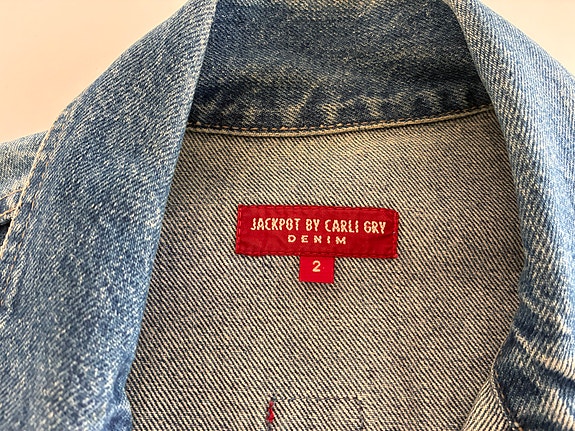 JACKPOT BY CARLI GRY
DENIM
2